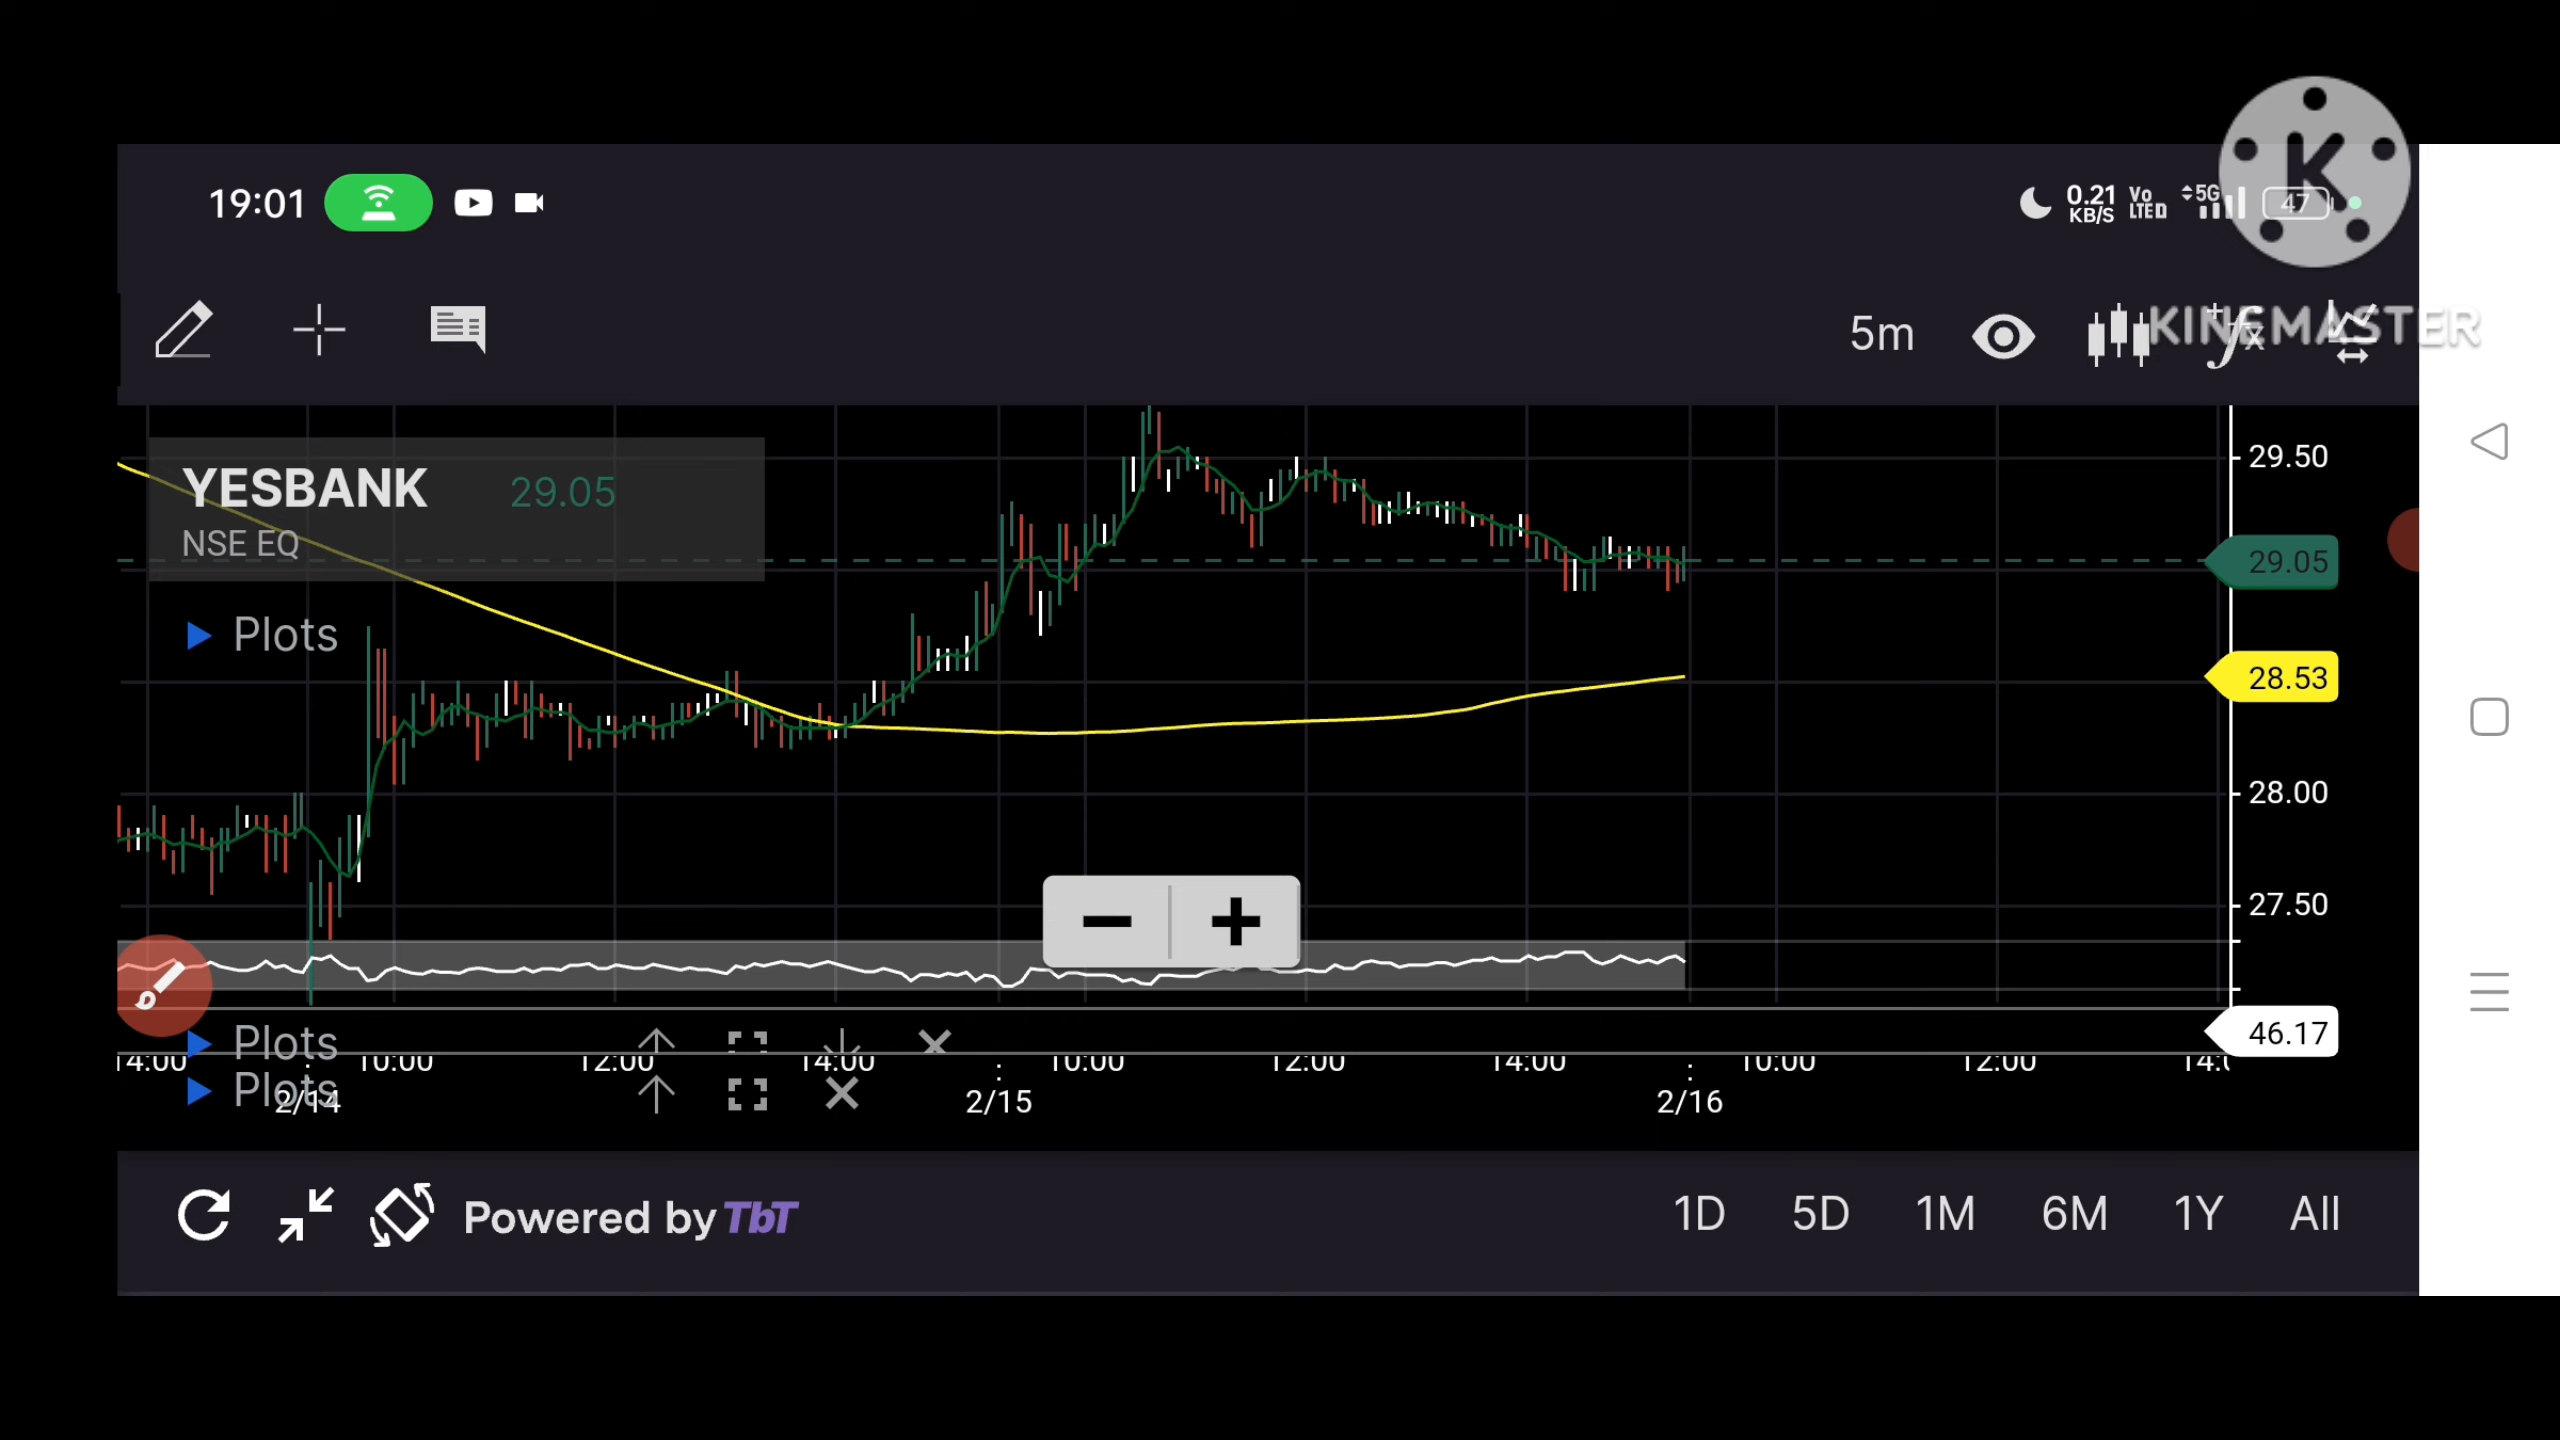 19:01
0.21
KB/S
Vo
LTE
5G
47
K
KINEMASTER
5m
YESBANK 29.05
NSE EQ
Plots
29.50
29.05
28.53
28.00
27.50
46.17
Plots
14:00 10:00 12:00 14:00 10:00 12:00 14:00 10:00 12:00
Plots
2/14 2/15 2/16
Powered by TbT
1D 5D 1M 6M 1Y All